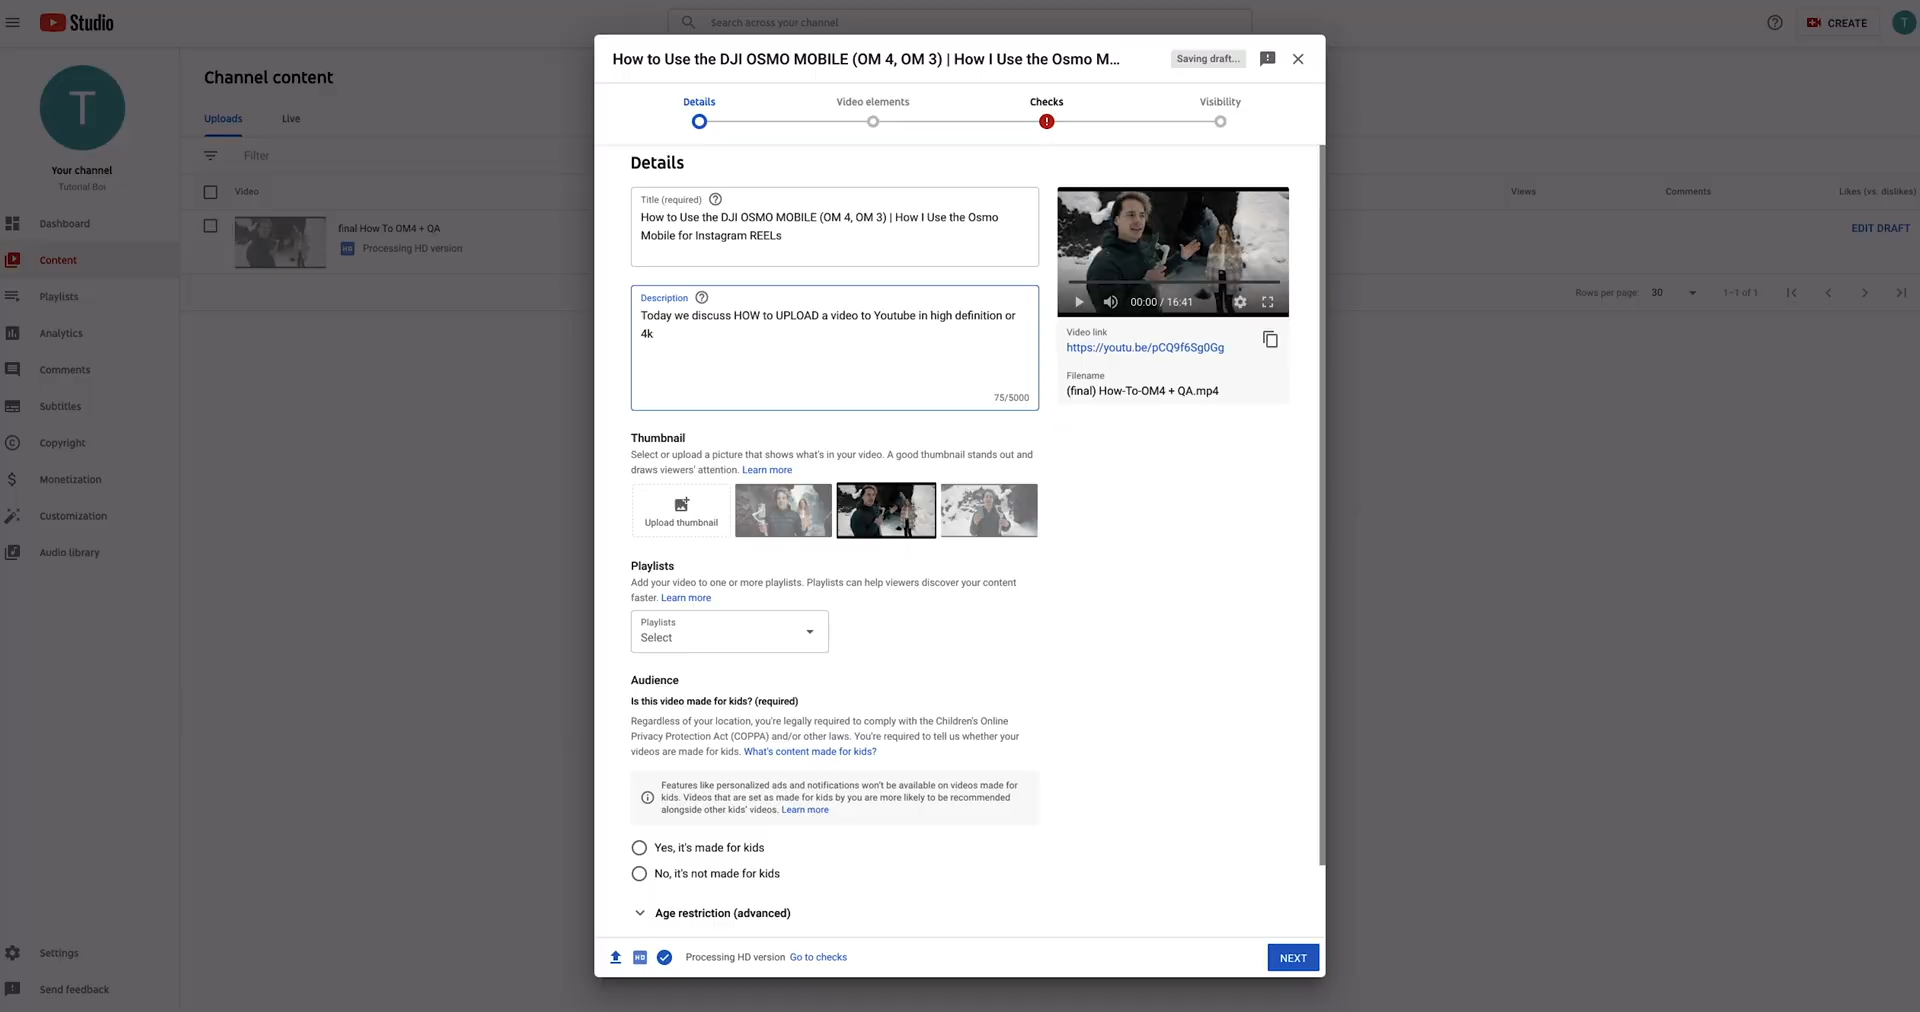 Studio
Search across your channel
CREATE
T
T
Your channel
Tutorial Boi
Dashboard
Content
Playlists
Analytics
Comments
Subtitles
Copyright
Monetization
Customization
Audio library
Settings
Send feedback
Channel content
Uploads
Live
Filter
Video
Views
Comments
Likes (vs. dislikes)
final How To OM4 + QA
HD
Processing HD version
EDIT DRAFT
Rows per page:
30
1–1 of 1
How to Use the DJI OSMO MOBILE (OM 4, OM 3) | How I Use the Osmo M...
Saving draft...
Details
Video elements
Checks
Visibility
Details
Title (required)
How to Use the DJI OSMO MOBILE (OM 4, OM 3) | How I Use the Osmo
Mobile for Instagram REELs
Description
Today we discuss HOW to UPLOAD a video to Youtube in high definition or
4k
75/5000
00:00 / 16:41
Video link
https://youtu.be/pCQ9f6Sg0Gg
Filename
(final) How-To-OM4 + QA.mp4
Thumbnail
Select or upload a picture that shows what's in your video. A good thumbnail stands out and
draws viewers' attention. Learn more
Upload thumbnail
Playlists
Add your video to one or more playlists. Playlists can help viewers discover your content
faster. Learn more
Playlists
Select
Audience
Is this video made for kids? (required)
Regardless of your location, you're legally required to comply with the Children's Online
Privacy Protection Act (COPPA) and/or other laws. You're required to tell us whether your
videos are made for kids. What's content made for kids?
Features like personalized ads and notifications won't be available on videos made for
kids. Videos that are set as made for kids by you are more likely to be recommended
alongside other kids' videos. Learn more
Yes, it's made for kids
No, it's not made for kids
Age restriction (advanced)
HD
Processing HD version Go to checks
NEXT